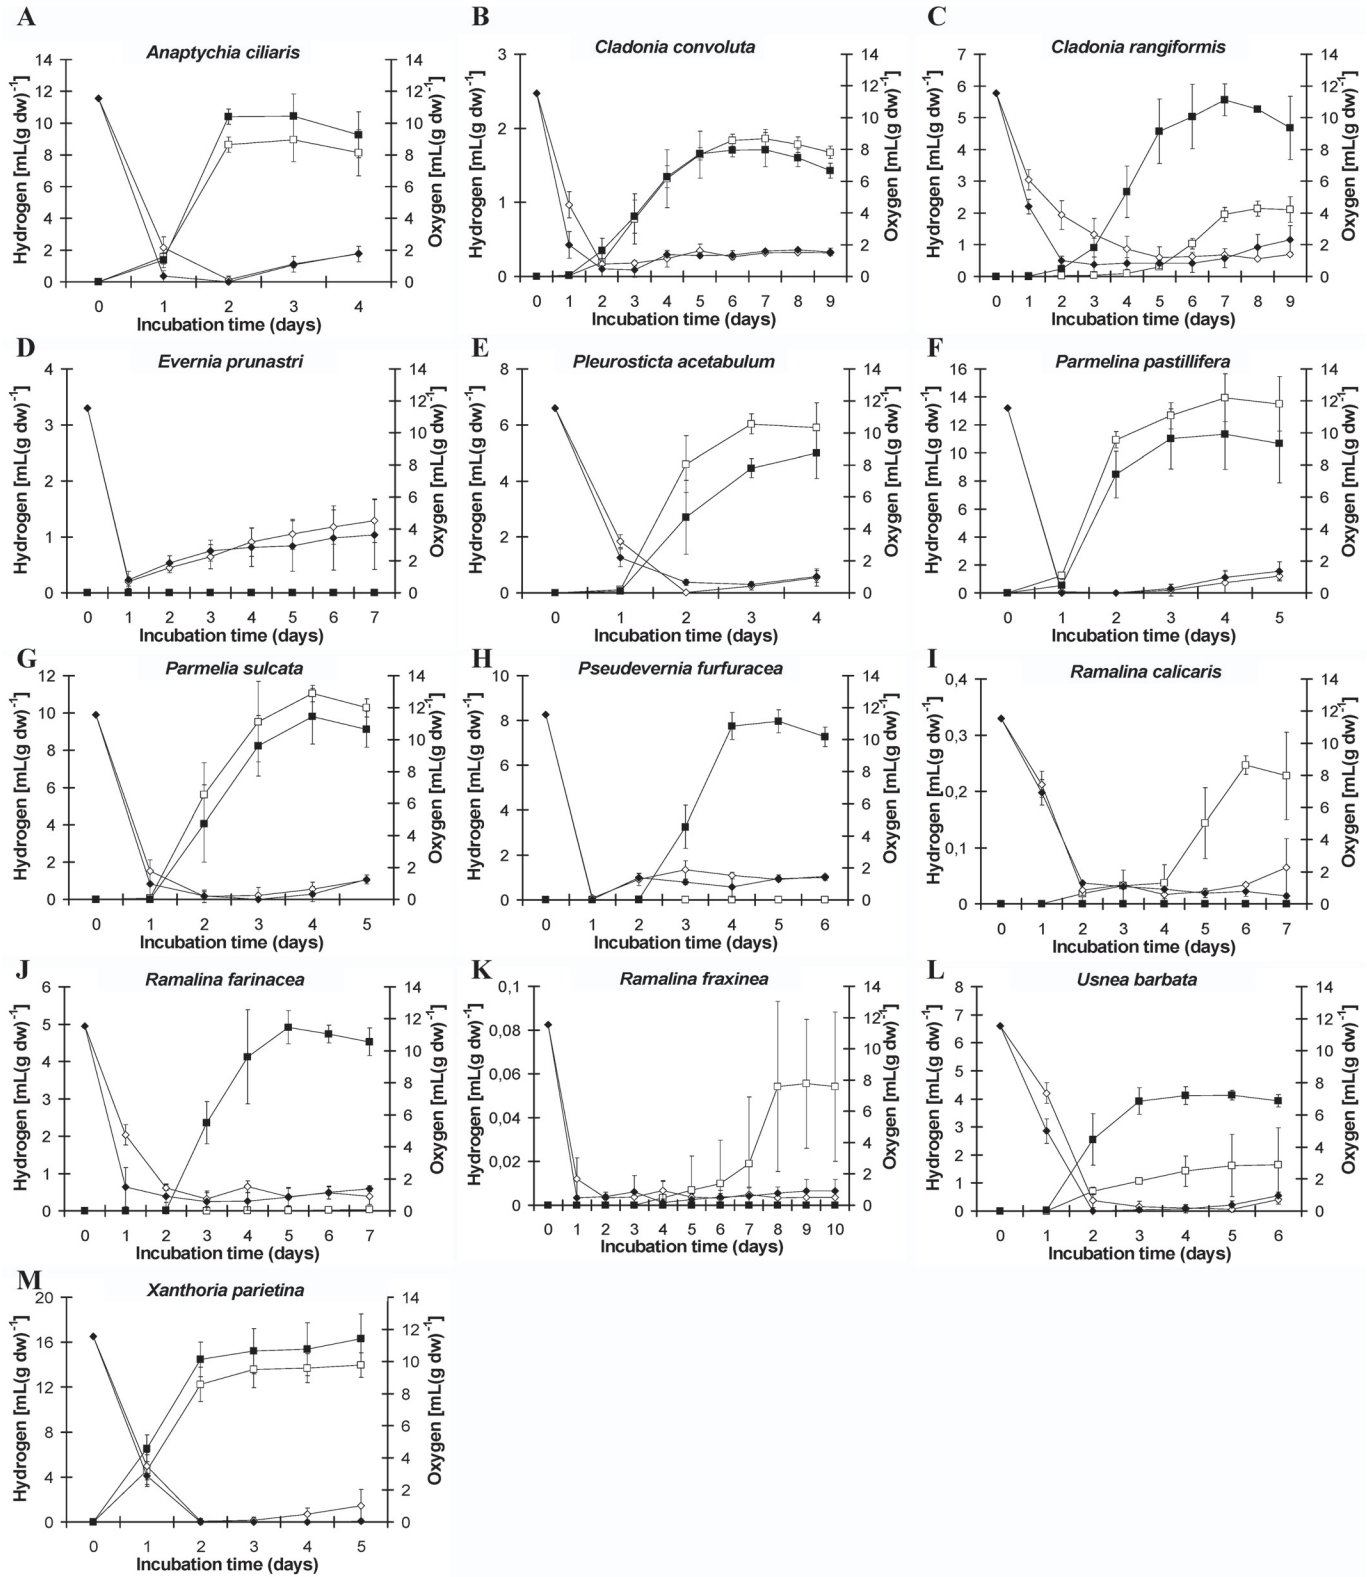 A
Anaptychia ciliaris
Hydrogen [mL(g dw)⁻¹]
14
12
10
8
6
4
2
0
14
12
10
8
6
4
2
0
Oxygen [mL(g dw)⁻¹]
0 1 2 3 4
Incubation time (days)
B
Cladonia convoluta
Hydrogen [mL(g dw)⁻¹]
3
2
1
0
14
12
10
8
6
4
2
0
Oxygen [mL(g dw)⁻¹]
0 1 2 3 4 5 6 7 8 9
Incubation time (days)
C
Cladonia rangiformis
Hydrogen [mL(g dw)⁻¹]
7
6
5
4
3
2
1
0
14
12
10
8
6
4
2
0
Oxygen [mL(g dw)⁻¹]
0 1 2 3 4 5 6 7 8 9
Incubation time (days)
D
Evernia prunastri
Hydrogen [mL(g dw)⁻¹]
4
3
2
1
0
14
12
10
8
6
4
2
0
Oxygen [mL(g dw)⁻¹]
0 1 2 3 4 5 6 7
Incubation time (days)
E
Pleurosticta acetabulum
Hydrogen [mL(g dw)⁻¹]
8
6
4
2
0
14
12
10
8
6
4
2
0
Oxygen [mL(g dw)⁻¹]
0 1 2 3 4
Incubation time (days)
F
Parmelina pastillifera
Hydrogen [mL(g dw)⁻¹]
16
14
12
10
8
6
4
2
0
14
12
10
8
6
4
2
0
Oxygen [mL(g dw)⁻¹]
0 1 2 3 4 5
Incubation time (days)
G
Parmelia sulcata
Hydrogen [mL(g dw)⁻¹]
12
10
8
6
4
2
0
14
12
10
8
6
4
2
0
Oxygen [mL(g dw)⁻¹]
0 1 2 3 4 5
Incubation time (days)
H
Pseudevernia furfuracea
Hydrogen [mL(g dw)⁻¹]
10
8
6
4
2
0
14
12
10
8
6
4
2
0
Oxygen [mL(g dw)⁻¹]
0 1 2 3 4 5 6
Incubation time (days)
I
Ramalina calicaris
Hydrogen [mL(g dw)⁻¹]
0,4
0,3
0,2
0,1
0
14
12
10
8
6
4
2
0
Oxygen [mL(g dw)⁻¹]
0 1 2 3 4 5 6 7
Incubation time (days)
J
Ramalina farinacea
Hydrogen [mL(g dw)⁻¹]
6
5
4
3
2
1
0
14
12
10
8
6
4
2
0
Oxygen [mL(g dw)⁻¹]
0 1 2 3 4 5 6 7
Incubation time (days)
K
Ramalina fraxinea
Hydrogen [mL(g dw)⁻¹]
0,1
0,08
0,06
0,04
0,02
0
14
12
10
8
6
4
2
0
Oxygen [mL(g dw)⁻¹]
0 1 2 3 4 5 6 7 8 9 10
Incubation time (days)
L
Usnea barbata
Hydrogen [mL(g dw)⁻¹]
8
7
6
5
4
3
2
1
0
14
12
10
8
6
4
2
0
Oxygen [mL(g dw)⁻¹]
0 1 2 3 4 5 6
Incubation time (days)
M
Xanthoria parietina
Hydrogen [mL(g dw)⁻¹]
20
16
12
8
4
0
14
12
10
8
6
4
2
0
Oxygen [mL(g dw)⁻¹]
0 1 2 3 4 5
Incubation time (days)